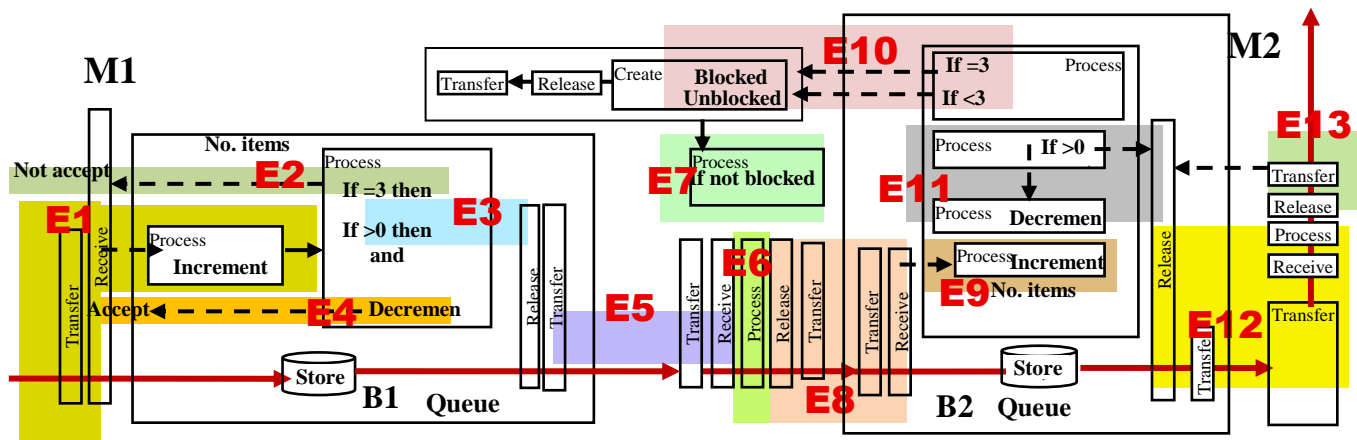 E10
M2
M1
If =3
Process
Create
Blocked
Unblocked
Transfer
Release
If <3
E13
No. items
Process
If >0
Process
Process
Not accept
E2
If =3 then
E7
If not blocked
E11
Transfer
E1
E3
Release
Process
Decremen
If >0 then
and
Process
Increment
Receive
Process
E6
Process
Increment
Receive
Release
Transfer
Release
Transfer
Transfer
Receive
Process
Release
Transfer
Transfer
Receive
E9
No. items
Accept
E4
Decremen
E5
Transfer
E12
Transfer
Store
Store
B1
Queue
E8
B2
Queue